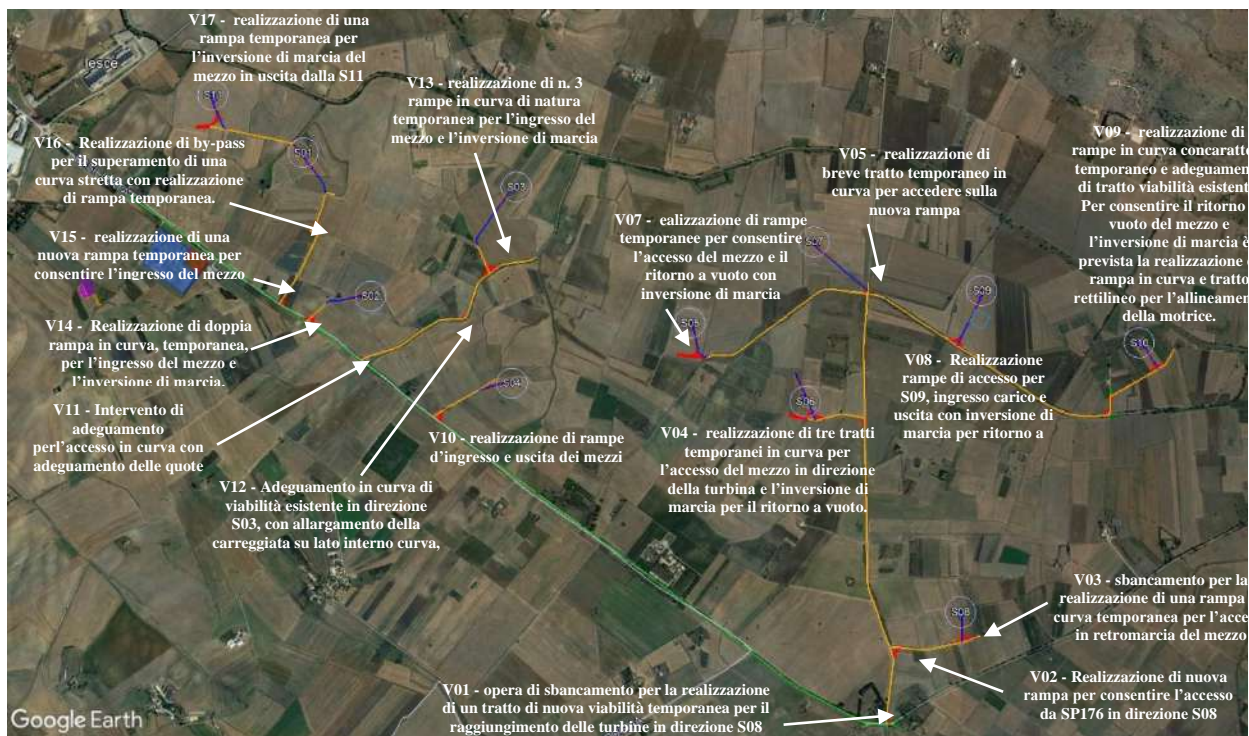 V17 - realizzazione di una
rampa temporanea per
l'inversione di marcia del
mezzo in uscita dalla S11
Iesce
V13 - realizzazione di n. 3
rampe in curva di natura
temporanea per l'ingresso del
mezzo e l'inversione di marcia
V16 - Realizzazione di by-pass
per il superamento di una
curva stretta con realizzazione
di rampa temporanea.
S01
S03
V05 - realizzazione di
breve tratto temporaneo in
curva per accedere sulla
nuova rampa
V09 - realizzazione di
rampe in curva concaratte
temporaneo e adeguamen
di tratto viabilità esistent
Per consentire il ritorno
vuoto del mezzo e
l'inversione di marcia è
prevista la realizzazione
rampa in curva e tratto
rettilineo per l'allineamen
della motrice.
V15 - realizzazione di una
nuova rampa temporanea per
consentire l'ingresso del mezzo
V07 - ealizzazione di rampe
temporanee per consentire
l'accesso del mezzo e il
ritorno a vuoto con
inversione di marcia
S07
S02
S09
V14 - Realizzazione di doppia
rampa in curva, temporanea,
per l'ingresso del mezzo e
l'inversione di marcia.
S05
S10
V08 - Realizzazione
rampe di accesso per
S09, ingresso carico e
uscita con inversione di
marcia per ritorno a
S04
S06
V11 - Intervento di
adeguamento
perl'accesso in curva con
adeguamento delle quote
V10 - realizzazione di rampe
d'ingresso e uscita dei mezzi
V04 - realizzazione di tre tratti
temporanei in curva per
l'accesso del mezzo in direzione
della turbina e l'inversione di
marcia per il ritorno a vuoto.
V12 - Adeguamento in curva di
viabilità esistente in direzione
S03, con allargamento della
carreggiata su lato interno curva,
S08
V03 - sbancamento per la
realizzazione di una rampa
curva temporanea per l'acce
in retromarcia del mezzo
V02 - Realizzazione di nuova
rampa per consentire l'accesso
da SP176 in direzione S08
V01 - opera di sbancamento per la realizzazione
di un tratto di nuova viabilità temporanea per il
raggiungimento delle turbine in direzione S08
Google Earth